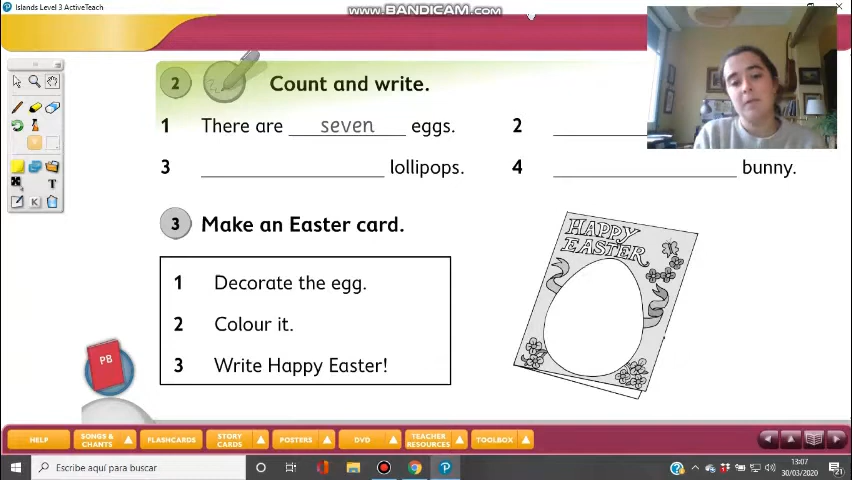 Islands Level 3 ActiveTeach
www.BANDICAM.com
2 Count and write.
1 There are seven eggs. 2
3 lollipops. 4 bunny.
3 Make an Easter card.
HAPPY
EASTER
1 Decorate the egg.
2 Colour it.
3 Write Happy Easter!
PB
HELP
SONGS &
CHANTS
FLASHCARDS
STORY
CARDS
POSTERS
DVD
TEACHER
RESOURCES
TOOLBOX
Escribe aquí para buscar
13:07
30/03/2020
21